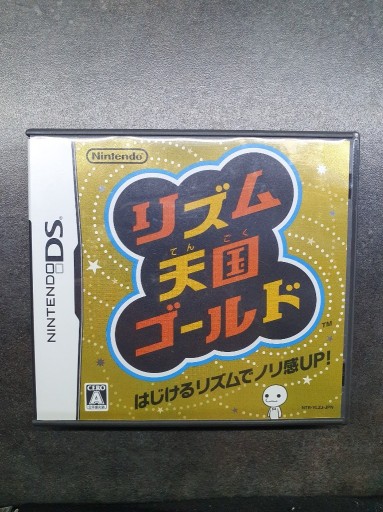 Nintendo
NINTENDO DS
リズム
てんごく
天国
ゴールド
TM
はじけるリズムでノリ感UP!
CERO
A